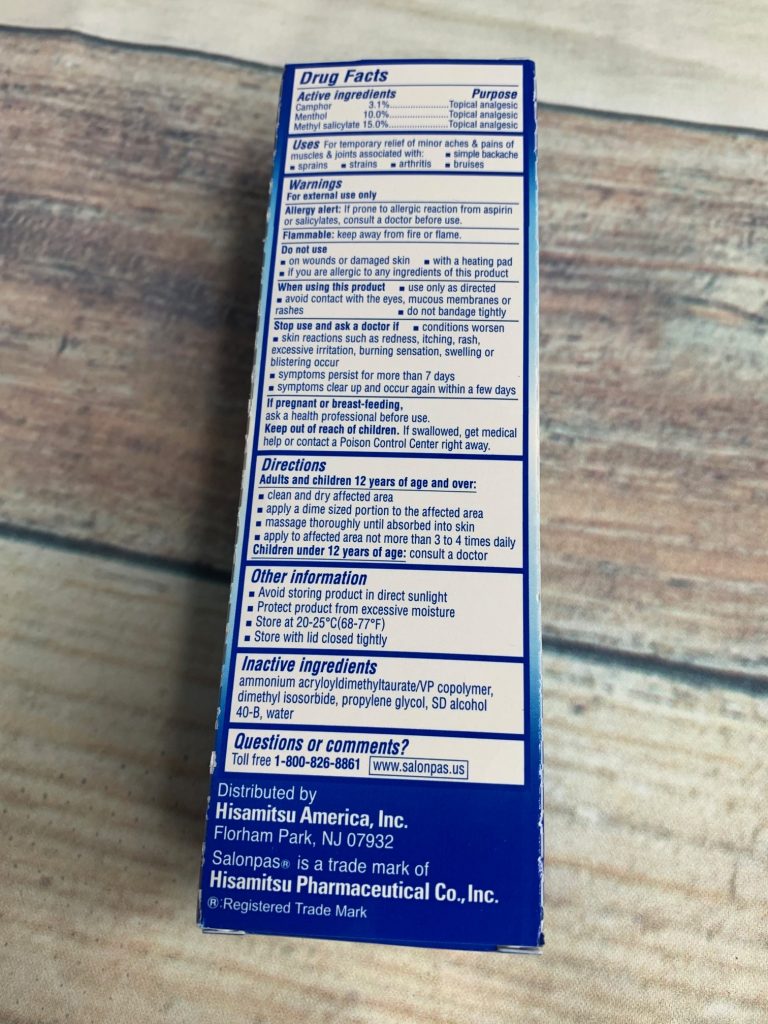 Drug Facts
Active ingredients Purpose
Camphor 3.1%......................Topical analgesic
Menthol 10.0%......................Topical analgesic
Methyl salicylate 15.0%......................Topical analgesic
Uses For temporary relief of minor aches & pains of
muscles & joints associated with: ▪ simple backache
▪ sprains ▪ strains ▪ arthritis ▪ bruises
Warnings
For external use only
Allergy alert: If prone to allergic reaction from aspirin
or salicylates, consult a doctor before use.
Flammable: keep away from fire or flame.
Do not use
▪ on wounds or damaged skin ▪ with a heating pad
▪ if you are allergic to any ingredients of this product
When using this product ▪ use only as directed
▪ avoid contact with the eyes, mucous membranes or
rashes ▪ do not bandage tightly
Stop use and ask a doctor if ▪ conditions worsen
▪ skin reactions such as redness, itching, rash,
excessive irritation, burning sensation, swelling or
blistering occur
▪ symptoms persist for more than 7 days
▪ symptoms clear up and occur again within a few days
If pregnant or breast-feeding,
ask a health professional before use.
Keep out of reach of children. If swallowed, get medical
help or contact a Poison Control Center right away.
Directions
Adults and children 12 years of age and over:
▪ clean and dry affected area
▪ apply a dime sized portion to the affected area
▪ massage thoroughly until absorbed into skin
▪ apply to affected area not more than 3 to 4 times daily
Children under 12 years of age: consult a doctor
Other information
▪ Avoid storing product in direct sunlight
▪ Protect product from excessive moisture
▪ Store at 20-25°C(68-77°F)
▪ Store with lid closed tightly
Inactive ingredients
ammonium acryloyldimethyltaurate/VP copolymer,
dimethyl isosorbide, propylene glycol, SD alcohol
40-B, water
Questions or comments?
Toll free 1-800-826-8861 www.salonpas.us
Distributed by
Hisamitsu America, Inc.
Florham Park, NJ 07932
Salonpas® is a trade mark of
Hisamitsu Pharmaceutical Co., Inc.
®:Registered Trade Mark